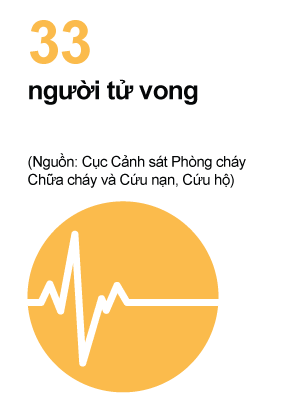 33
người tử vong
(Nguồn: Cục Cảnh sát Phòng cháy
Chữa cháy và Cứu nạn, Cứu hộ)